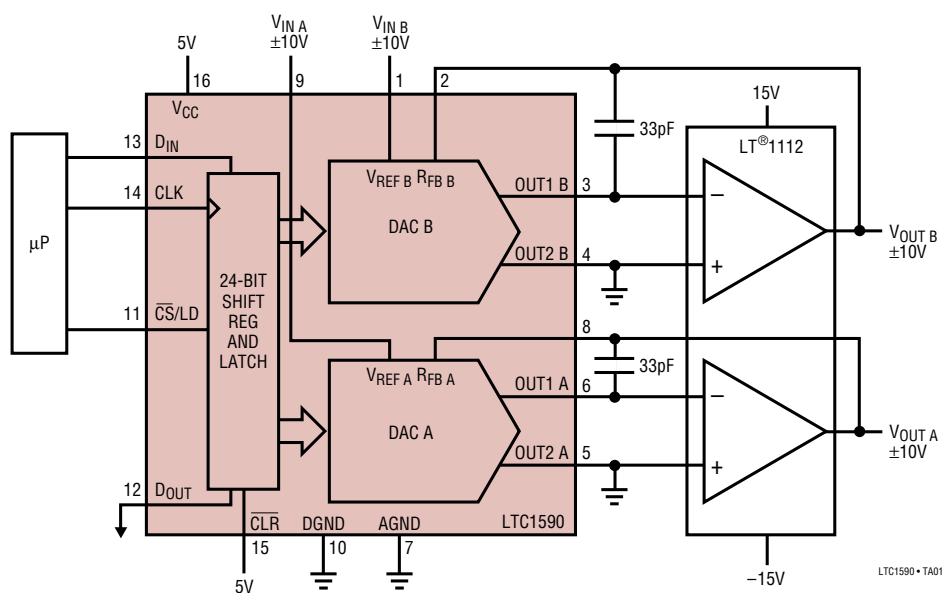 5V
V_IN A
±10V
V_IN B
±10V
16
9
1
2
V_CC
33pF
15V
LT®1112
13
D_IN
14
CLK
μP
11
C̅S̅/LD
24-BIT
SHIFT
REG
AND
LATCH
V_REF B R_FB B
DAC B
OUT1 B
3
OUT2 B
4
−
+
V_OUT B
±10V
8
33pF
V_REF A R_FB A
DAC A
OUT1 A
6
OUT2 A
5
−
+
V_OUT A
±10V
12
D_OUT
C̅L̅R̅
DGND
AGND
LTC1590
15
10
7
5V
−15V
LTC1590 • TA01